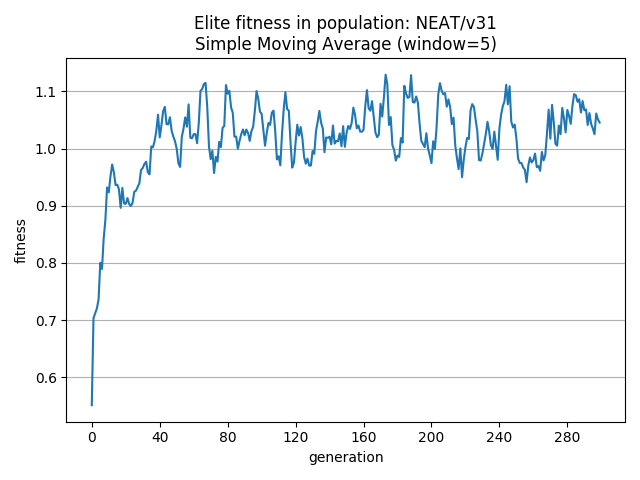 Elite fitness in population: NEAT/v31
Simple Moving Average (window=5)
fitness
1.1
1.0
0.9
0.8
0.7
0.6
0 40 80 120 160 200 240 280
generation